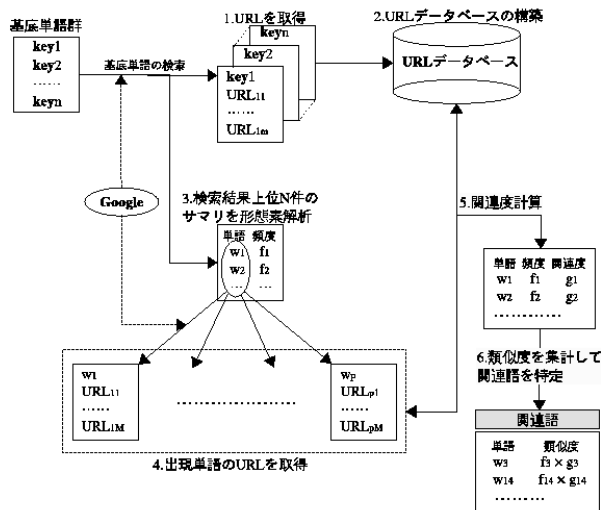 基底単語群
key1
key2
……
keyn
基底単語の検索
1.URLを取得
keyn
key2
key1
URL11
……
URL1m
2.URLデータベースの構築
URLデータベース
Google
3.検索結果上位N件の
サマリを形態素解析
単語 頻度
w1 f1
w2 f2
… …
5.関連度計算
単語 頻度 関連度
w1 f1 g1
w2 f2 g2
…………
w1
URL11
……
URL1M
……………………
wp
URLp1
……
URLpM
4.出現単語のURLを取得
6.類似度を集計して
関連語を特定
関連語
単語 類似度
w3 f3×g3
w14 f14×g14
………